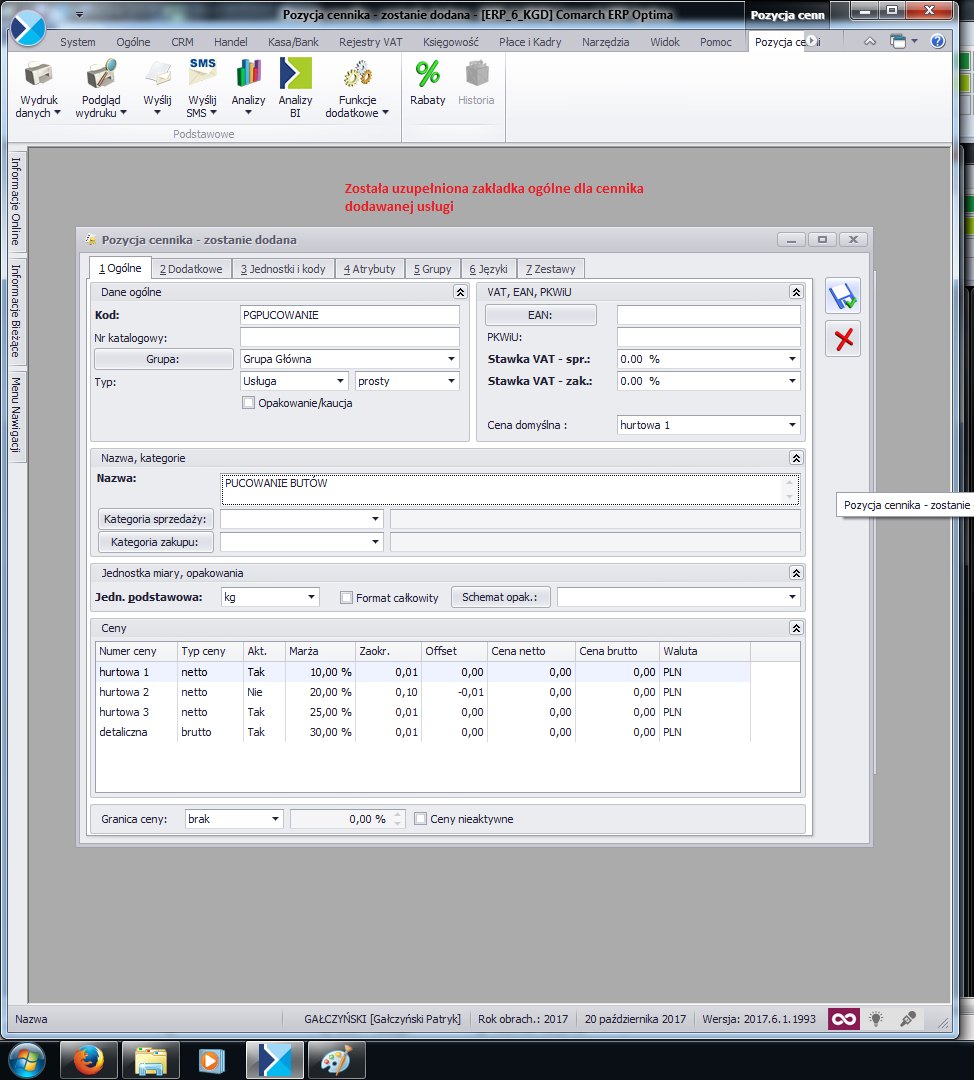 Pozycja cennika - zostanie dodana - [ERP_6_KGD] Comarch ERP Optima
Pozycja cenn
System Ogólne CRM Handel Kasa/Bank Rejestry VAT Księgowość Płace i Kadry Narzędzia Widok Pomoc
Wydruk danych
Podgląd wydruku
Wyślij
SMS
Wyślij SMS
Analizy
Analizy BI
Funkcje dodatkowe
Rabaty
Historia
Podstawowe
Informacje Online
Informacje Bieżące
Menu Nawigacji
Została uzupełniona zakładka ogólne dla cennika
dodawanej usługi
Pozycja cennika - zostanie dodana
1 Ogólne 2 Dodatkowe 3 Jednostki i kody 4 Atrybuty 5 Grupy 6 Języki 7 Zestawy
Dane ogólne
Kod: PGPUCOWANIE
Nr katalogowy:
Grupa: Grupa Główna
Typ: Usługa prosty
Opakowanie/kaucja
VAT, EAN, PKWiU
EAN:
PKWiU:
Stawka VAT - spr.: 0.00 %
Stawka VAT - zak.: 0.00 %
Cena domyślna : hurtowa 1
Nazwa, kategorie
Nazwa: PUCOWANIE BUTÓW
Kategoria sprzedaży:
Kategoria zakupu:
Pozycja cennika - zostanie
Jednostka miary, opakowania
Jedn. podstawowa: kg Format całkowity Schemat opak.:
Ceny
Numer ceny Typ ceny Akt. Marża Zaokr. Offset Cena netto Cena brutto Waluta
hurtowa 1 netto Tak 10,00 % 0,01 0,00 0,00 0,00 PLN
hurtowa 2 netto Nie 20,00 % 0,10 -0,01 0,00 0,00 PLN
hurtowa 3 netto Tak 25,00 % 0,01 0,00 0,00 0,00 PLN
detaliczna brutto Tak 30,00 % 0,01 0,00 0,00 0,00 PLN
Granica ceny: brak 0,00 % Ceny nieaktywne
Nazwa GAŁCZYŃSKI [Gałczyński Patryk] Rok obrach.: 2017 20 października 2017 Wersja: 2017.6.1.1993